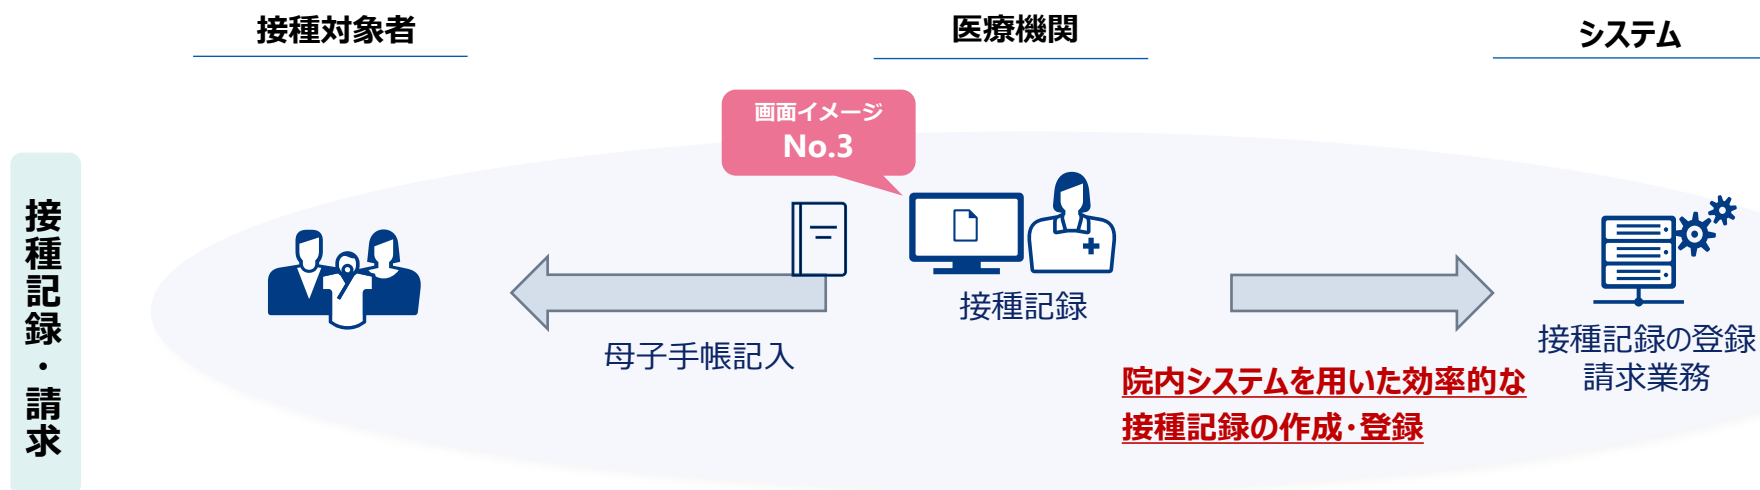 接種対象者
医療機関
システム
画面イメージ
No.3
接種記録・請求
接種記録
母子手帳記入
接種記録の登録
請求業務
院内システムを用いた効率的な
接種記録の作成・登録